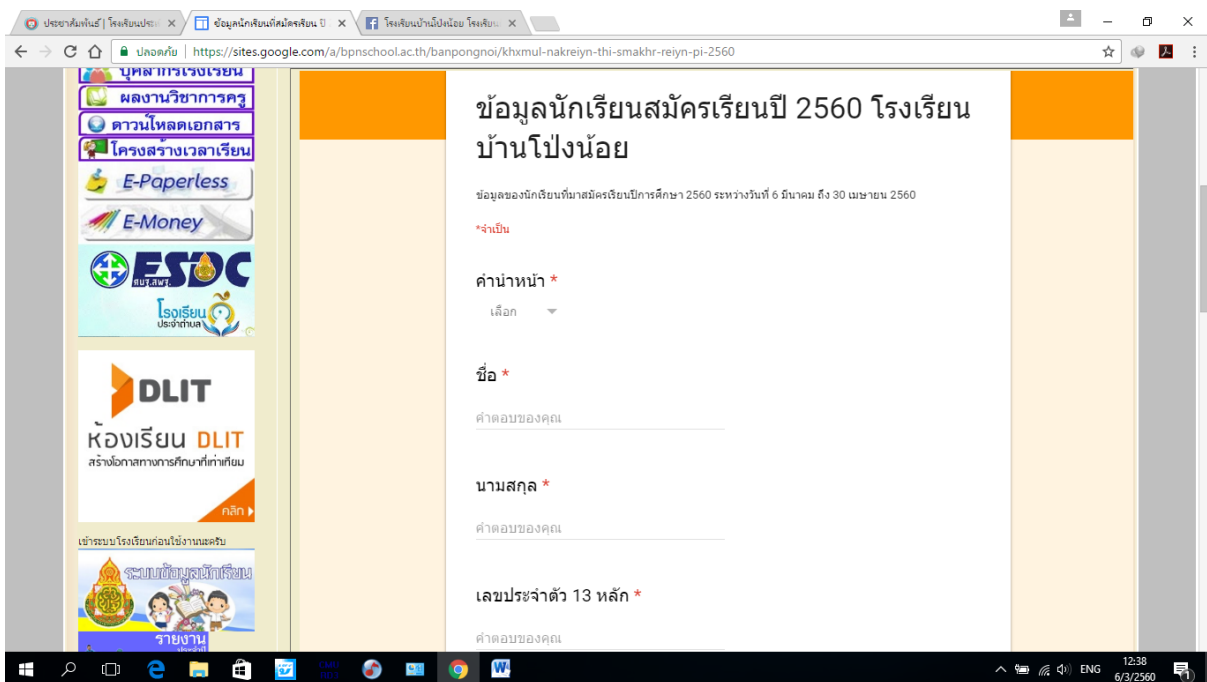 ประชาสัมพันธ์ | โรงเรียนประ
ข้อมูลนักเรียนที่สมัครเรียน ปี
โรงเรียนบ้านโป่งน้อย โรงเรีย
ปลอดภัย | https://sites.google.com/a/bpnschool.ac.th/banpongnoi/khxmul-nakreiyn-thi-smakhr-reiyn-pi-2560
บุคลากรโรงเรียน
ผลงานวิชาการครู
ดาวน์โหลดเอกสาร
โครงสร้างเวลาเรียน
E-Paperless
E-Money
ESDC
ศนฐ.สพฐ.
โรงเรียน
ประจำตำบล
DLIT
ห้องเรียน DLIT
สร้างโอกาสทางการศึกษาที่เท่าเทียม
คลิก
เข้าระบบโรงเรียนก่อนใช้งานนะครับ
ระบบข้อมูลนักเรียน
รายงาน
ข้อมูลนักเรียนสมัครเรียนปี 2560 โรงเรียน
บ้านโป่งน้อย
ข้อมูลของนักเรียนที่มาสมัครเรียนปีการศึกษา 2560 ระหว่างวันที่ 6 มีนาคม ถึง 30 เมษายน 2560
*จำเป็น
คำนำหน้า *
เลือก
ชื่อ *
คำตอบของคุณ
นามสกุล *
คำตอบของคุณ
เลขประจำตัว 13 หลัก *
คำตอบของคุณ
ENG
12:38
6/3/2560